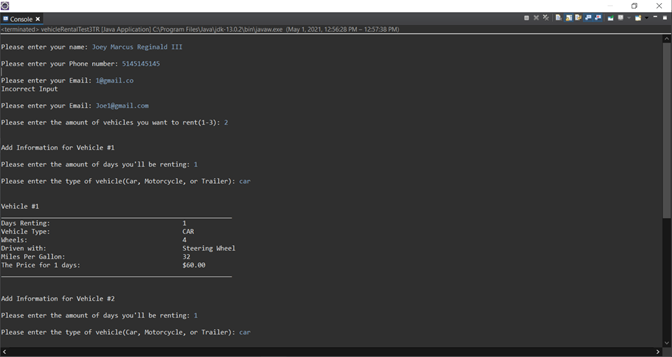 Console
<terminated> vehicleRentalTest3TR [Java Application] C:\Program Files\Java\jdk-13.0.2\bin\javaw.exe (May 1, 2021, 12:56:28 PM – 12:57:38 PM)
Please enter your name: Joey Marcus Reginald III
Please enter your Phone number: 5145145145
Please enter your Email: 1@gmail.co
Incorrect Input
Please enter your Email: Joe1@gmail.com
Please enter the amount of vehicles you want to rent(1-3): 2
Add Information for Vehicle #1
Please enter the amount of days you'll be renting: 1
Please enter the type of vehicle(Car, Motorcycle, or Trailer): car
Vehicle #1
Days Renting: 1
Vehicle Type: CAR
Wheels: 4
Driven with: Steering Wheel
Miles Per Gallon: 32
The Price for 1 days: $60.00
Add Information for Vehicle #2
Please enter the amount of days you'll be renting: 1
Please enter the type of vehicle(Car, Motorcycle, or Trailer): car